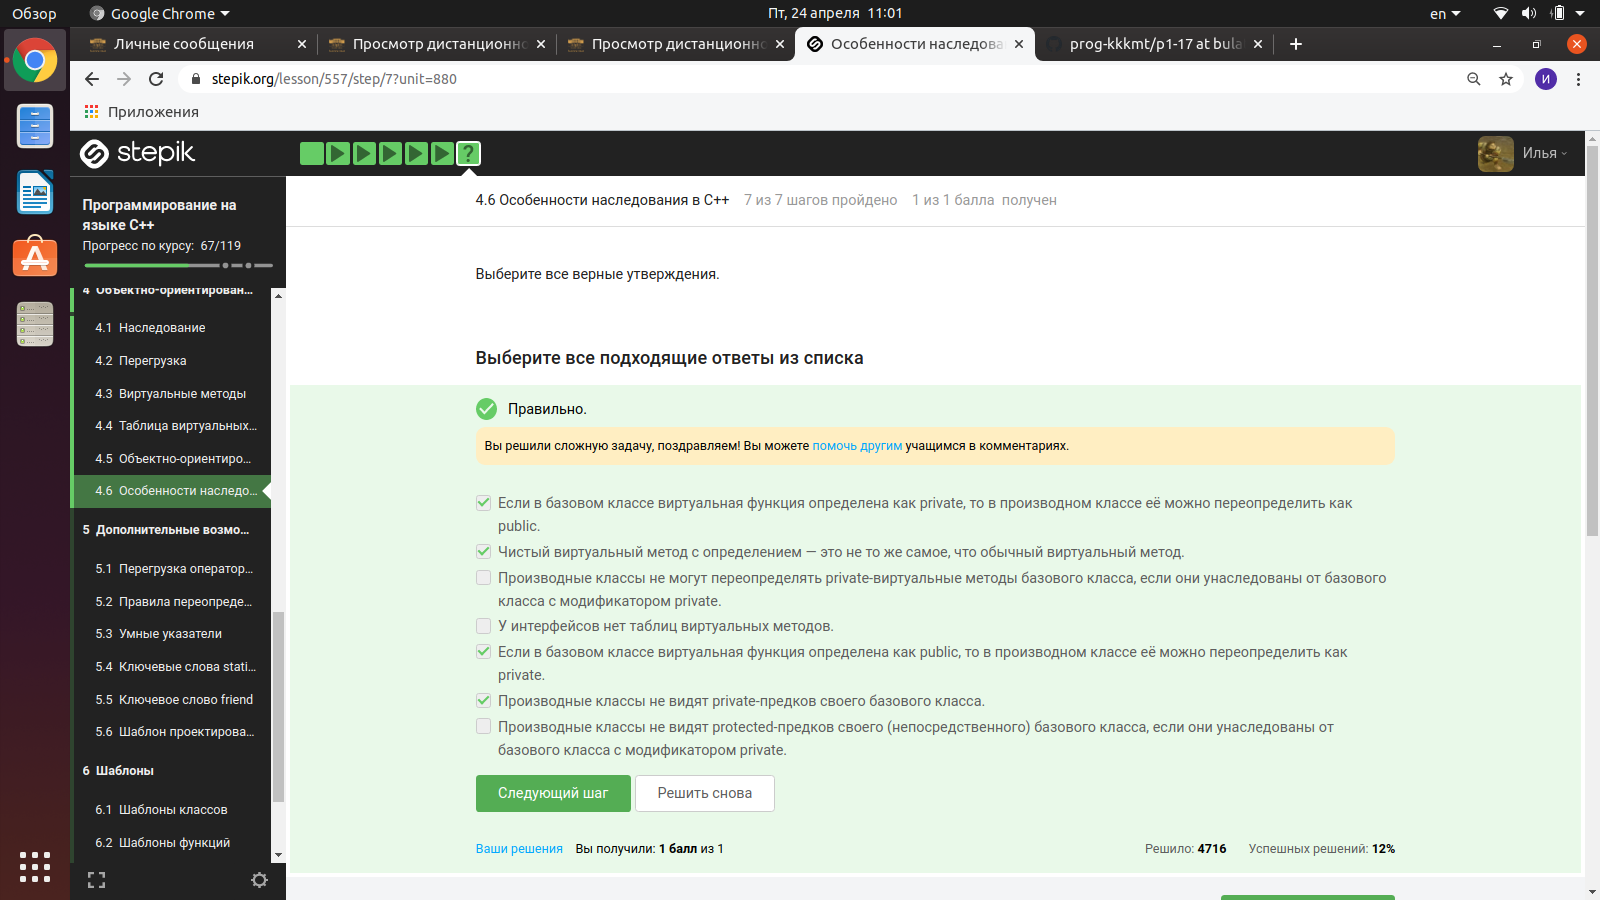 Обзор
Google Chrome
Пт, 24 апреля 11:01
en
Личные сообщения
Просмотр дистанционно
Просмотр дистанционно
Особенности наследова
prog-kkkmt/p1-17 at bula
stepik.org/lesson/557/step/7?unit=880
И
Приложения
stepik
?
Илья
Программирование на
языке C++
Прогресс по курсу: 67/119
4 Объектно-ориентирован...
4.1 Наследование
4.2 Перегрузка
4.3 Виртуальные методы
4.4 Таблица виртуальных...
4.5 Объектно-ориентиро...
4.6 Особенности наследо...
5 Дополнительные возмо...
5.1 Перегрузка оператор...
5.2 Правила переопреде...
5.3 Умные указатели
5.4 Ключевые слова stati...
5.5 Ключевое слово friend
5.6 Шаблон проектирова...
6 Шаблоны
6.1 Шаблоны классов
6.2 Шаблоны функций
4.6 Особенности наследования в C++ 7 из 7 шагов пройдено 1 из 1 балла получен
Выберите все верные утверждения.
Выберите все подходящие ответы из списка
Правильно.
Вы решили сложную задачу, поздравляем! Вы можете помочь другим учащимся в комментариях.
Если в базовом классе виртуальная функция определена как private, то в производном классе её можно переопределить как
public.
Чистый виртуальный метод с определением — это не то же самое, что обычный виртуальный метод.
Производные классы не могут переопределять private-виртуальные методы базового класса, если они унаследованы от базового
класса с модификатором private.
У интерфейсов нет таблиц виртуальных методов.
Если в базовом классе виртуальная функция определена как public, то в производном классе её можно переопределить как
private.
Производные классы не видят private-предков своего базового класса.
Производные классы не видят protected-предков своего (непосредственного) базового класса, если они унаследованы от
базового класса с модификатором private.
Следующий шаг
Решить снова
Ваши решения Вы получили: 1 балл из 1
Решило: 4716 Успешных решений: 12%